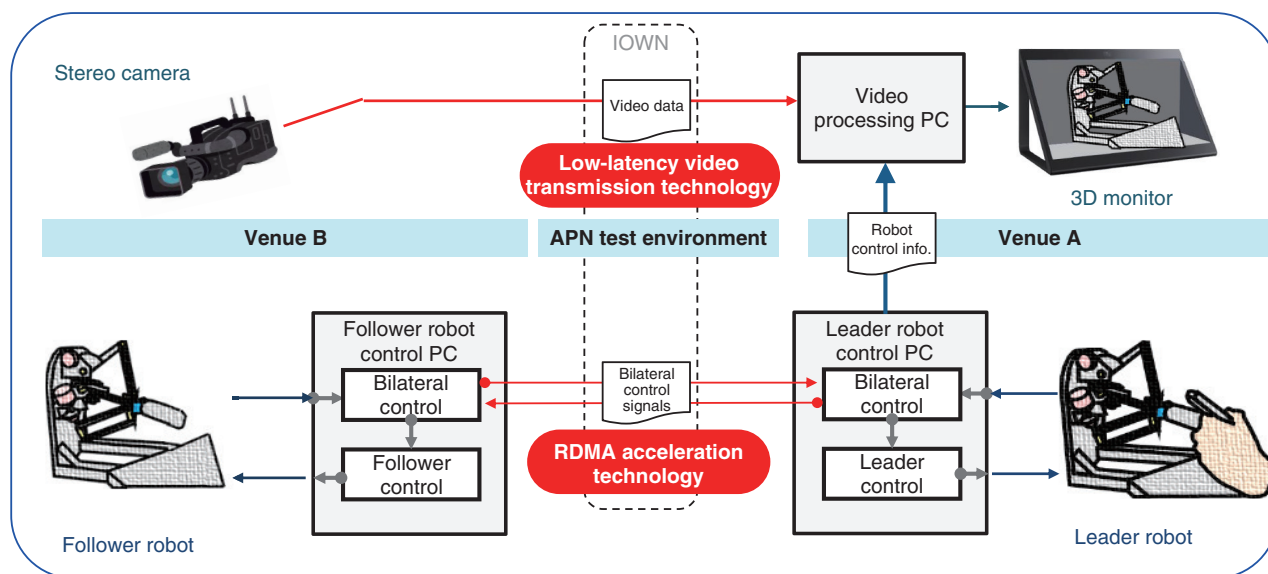 IOWN
Stereo camera
Video data
Video
processing PC
Low-latency video
transmission technology
3D monitor
Venue B
APN test environment
Robot
control info.
Venue A
Follower robot
control PC
Bilateral
control
Follower
control
Bilateral
control
signals
RDMA acceleration
technology
Leader robot
control PC
Bilateral
control
Leader
control
Follower robot
Leader robot